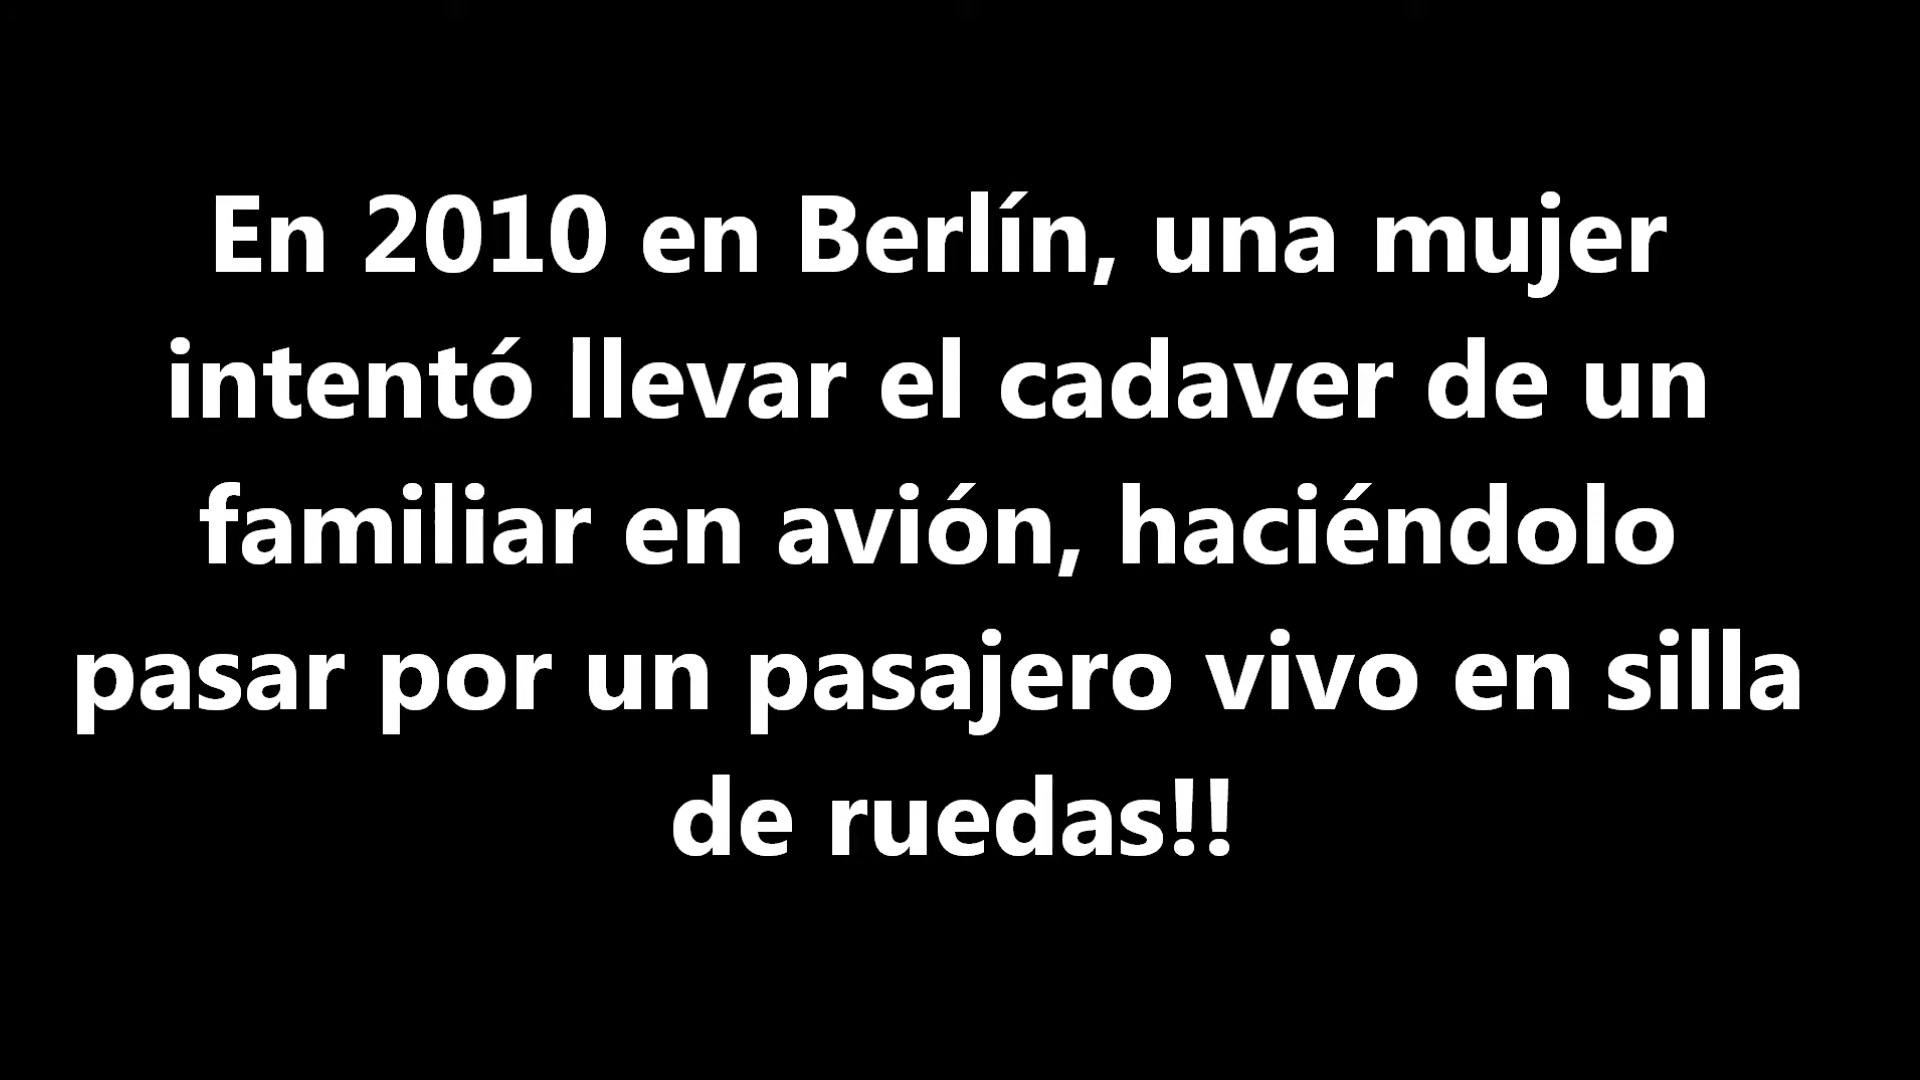 En 2010 en Berlín, una mujer
intentó llevar el cadaver de un
familiar en avión, haciéndolo
pasar por un pasajero vivo en silla
de ruedas!!